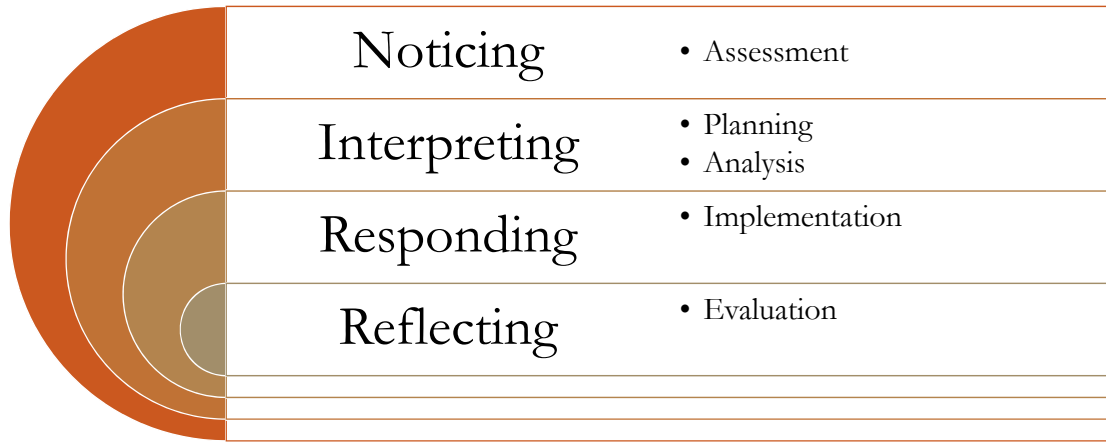 Noticing
• Assessment
Interpreting
• Planning
• Analysis
Responding
• Implementation
Reflecting
• Evaluation